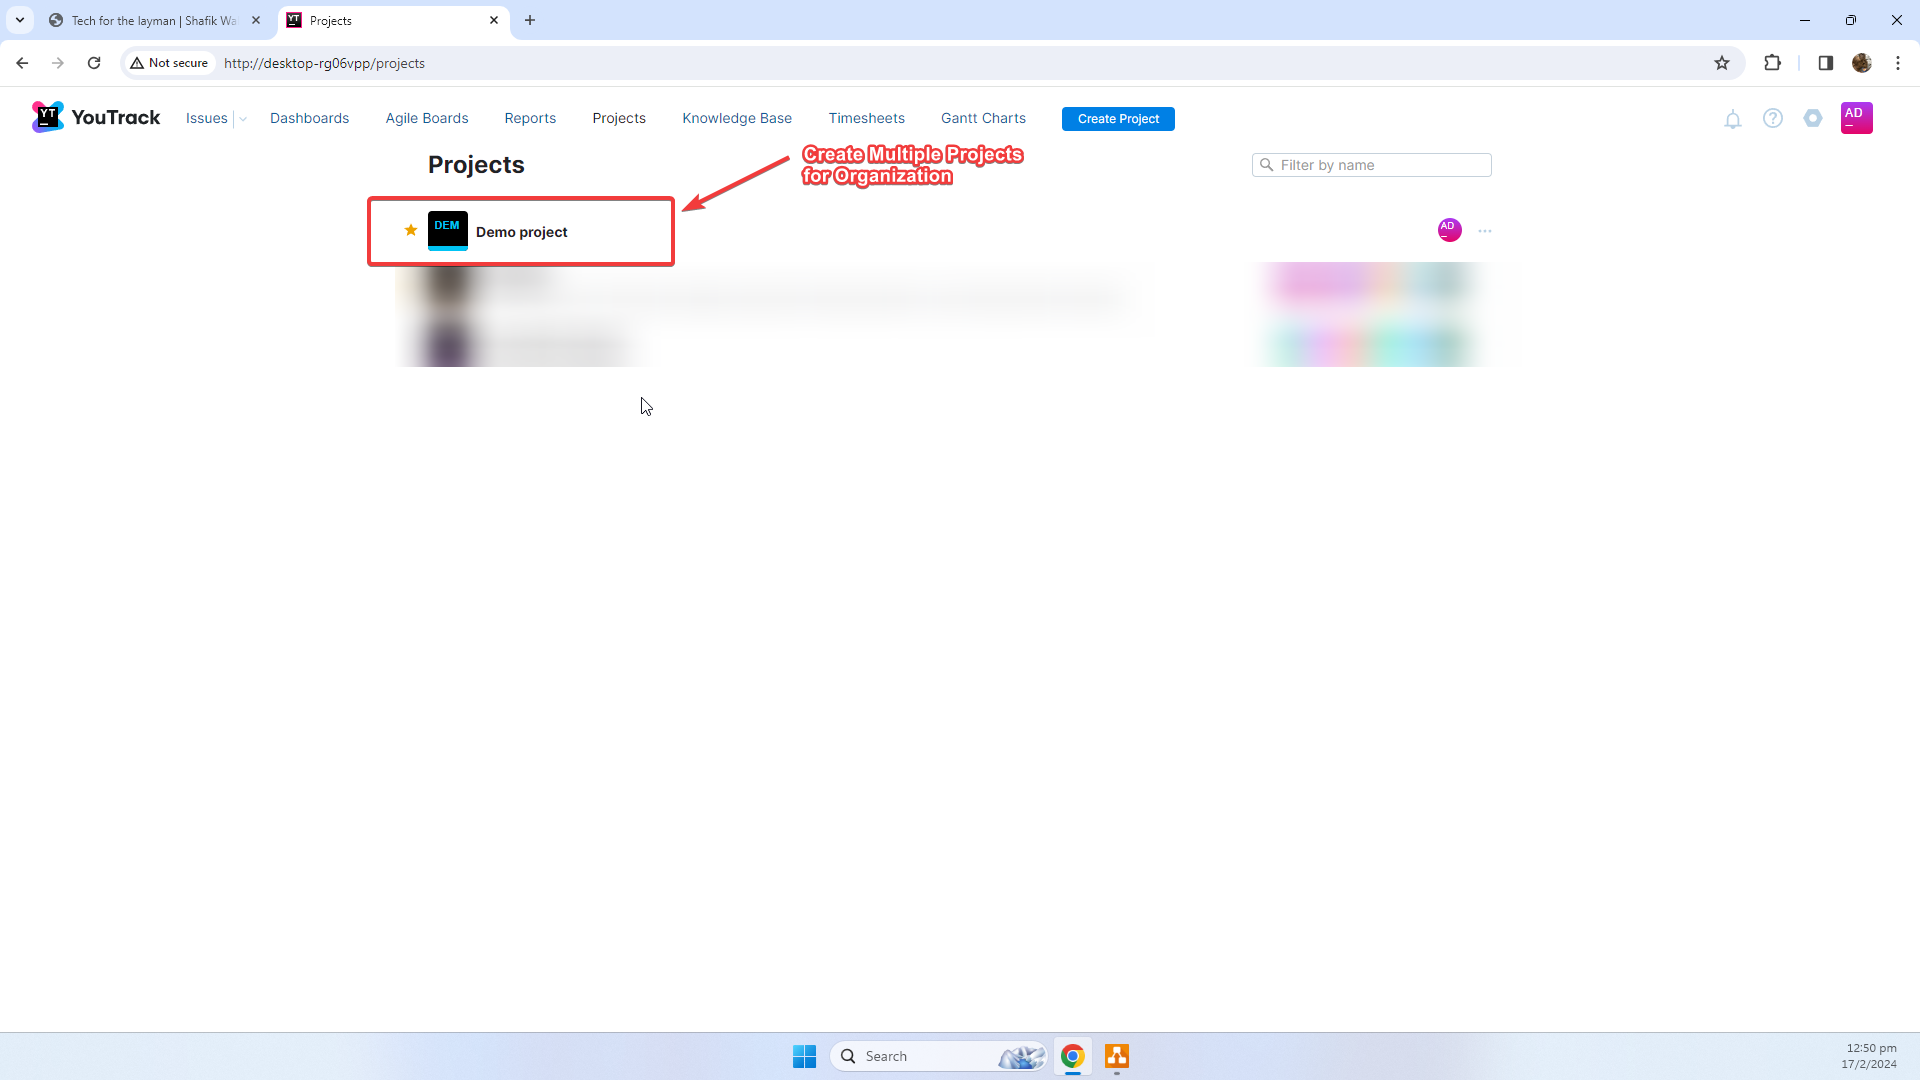 Tech for the layman | Shafik Wa
Projects
Not secure
http://desktop-rg06vpp/projects
YT
YouTrack
Issues
Dashboards
Agile Boards
Reports
Projects
Knowledge Base
Timesheets
Gantt Charts
Create Project
AD
Projects
Create Multiple Projects
for Organization
Filter by name
DEM
Demo project
AD
Search
12:50 pm
17/2/2024